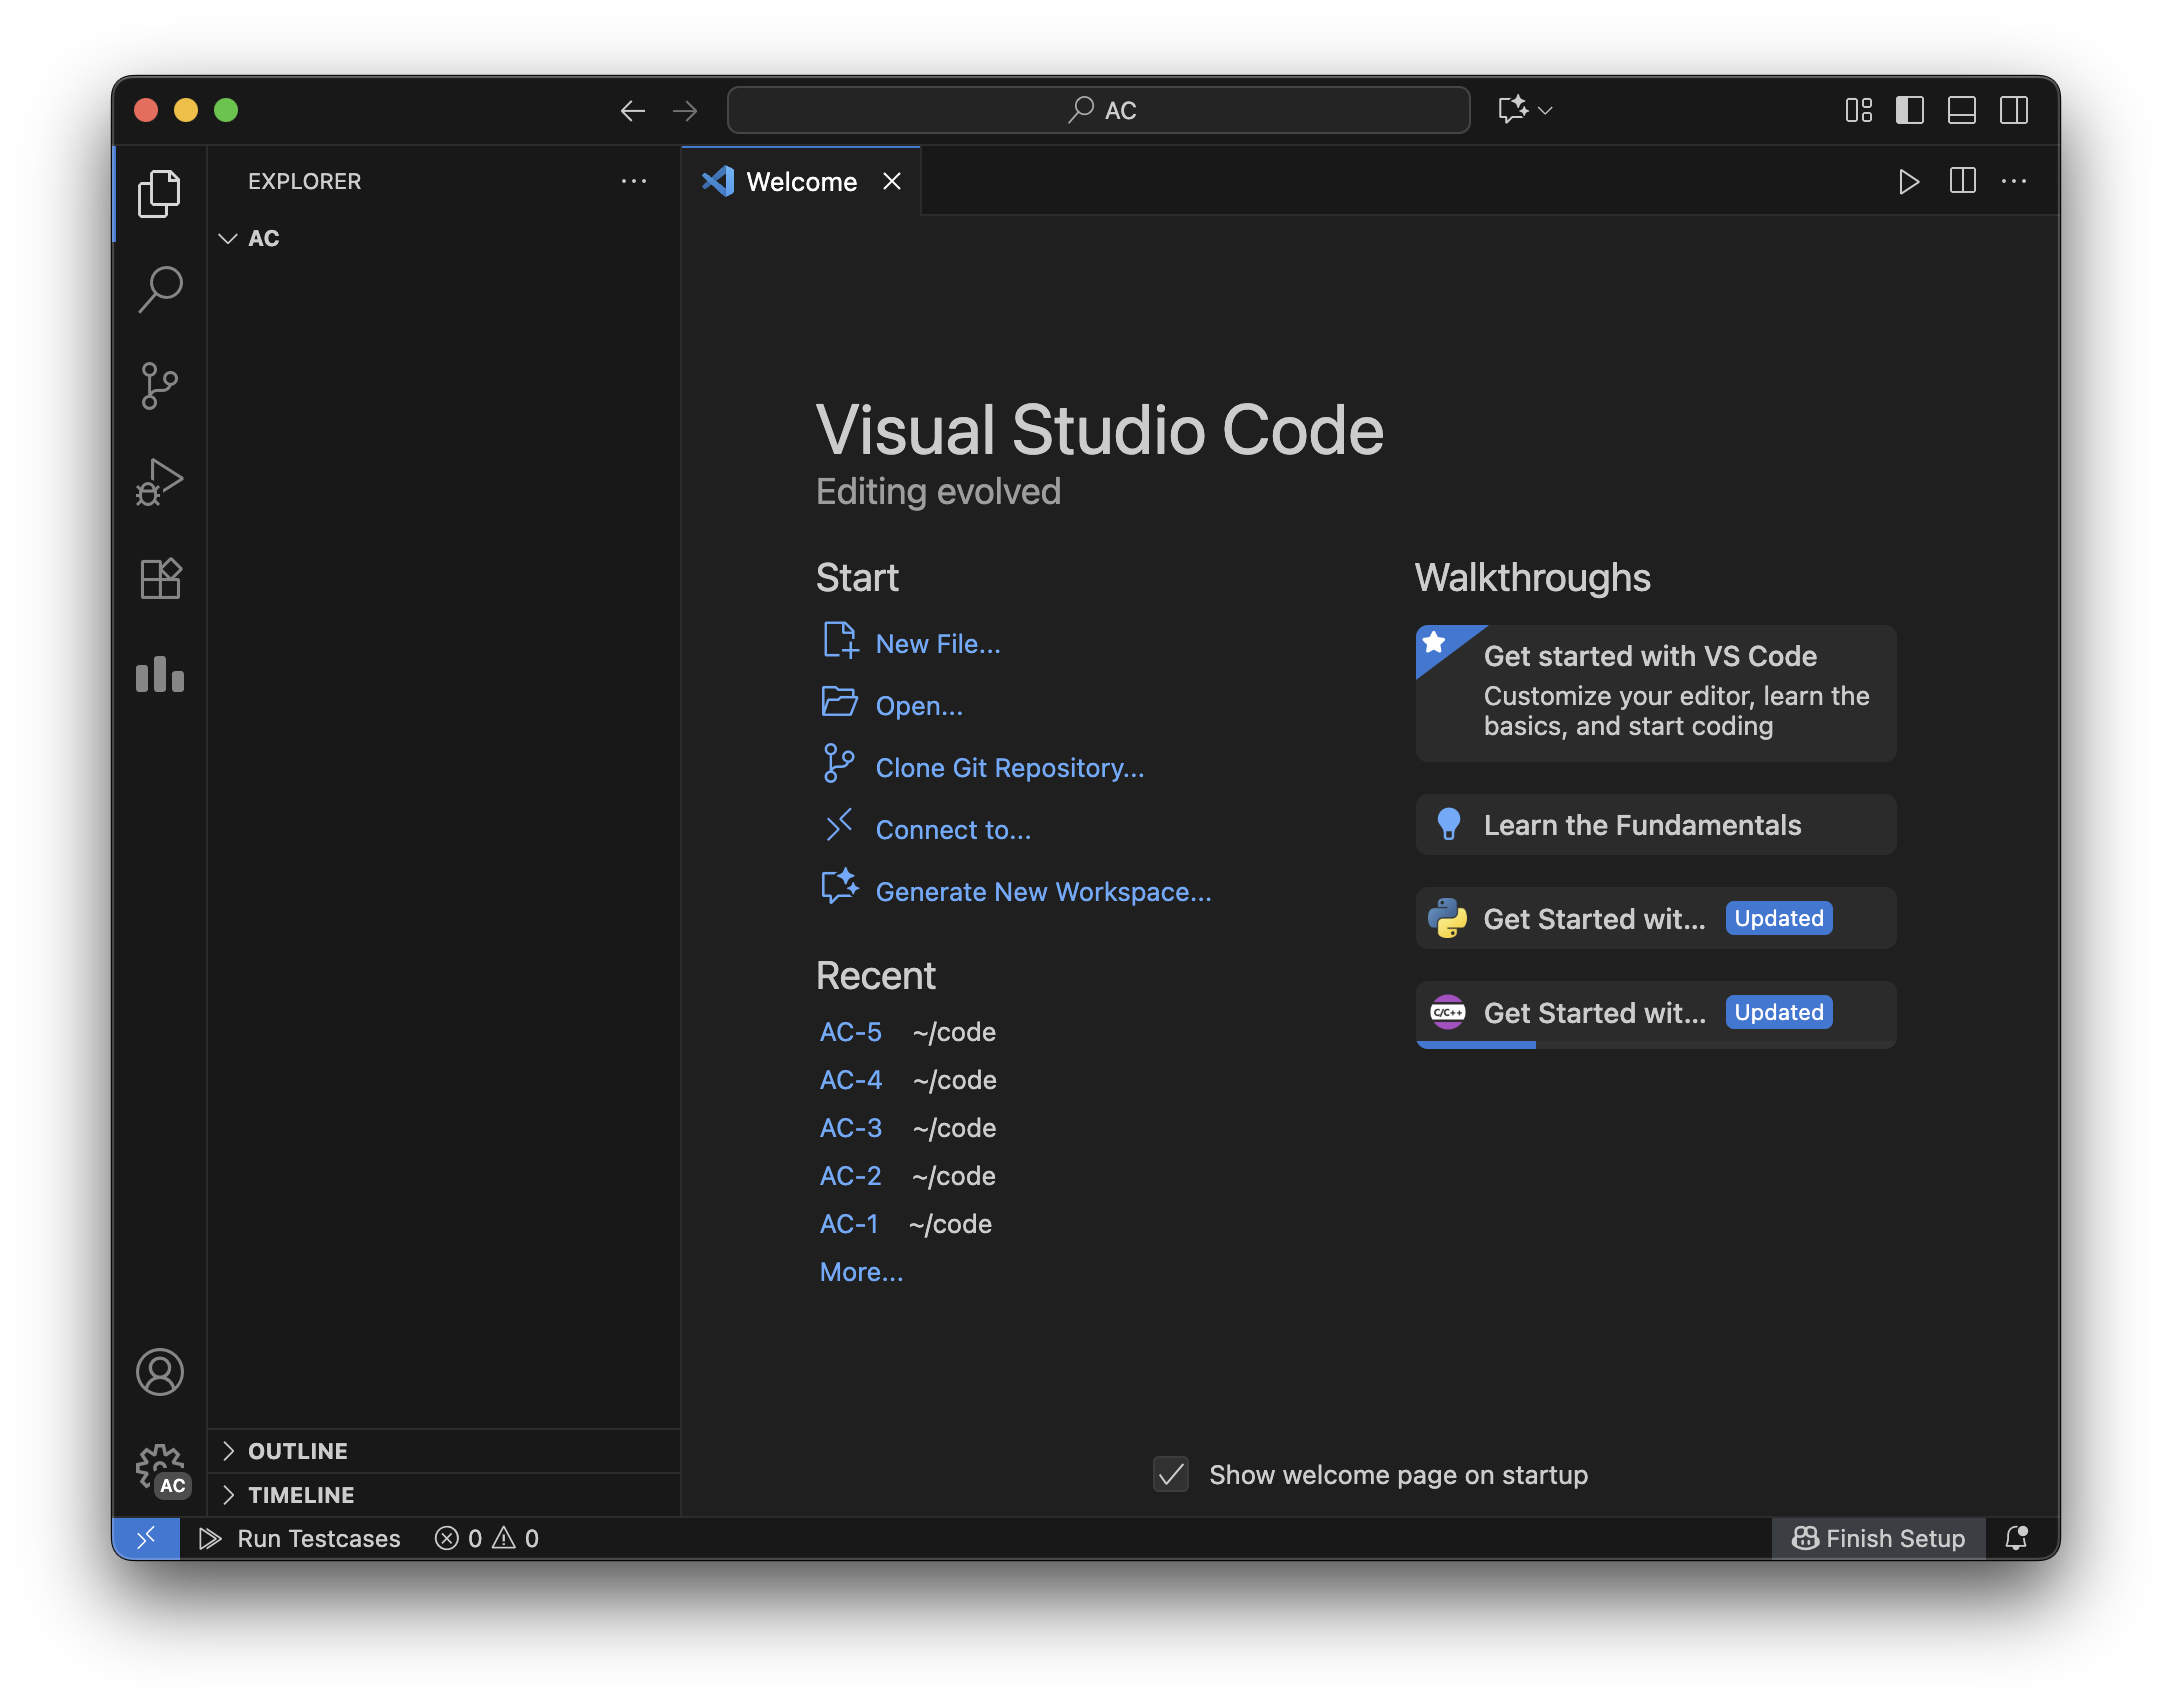 AC
EXPLORER
AC
Welcome
Visual Studio Code
Editing evolved
Start
New File...
Open...
Clone Git Repository...
Connect to...
Generate New Workspace...
Recent
AC-5 ~/code
AC-4 ~/code
AC-3 ~/code
AC-2 ~/code
AC-1 ~/code
More...
Walkthroughs
Get started with VS Code
Customize your editor, learn the
basics, and start coding
Learn the Fundamentals
Get Started wit... Updated
C/C++ Get Started wit... Updated
Show welcome page on startup
OUTLINE
TIMELINE
AC
Run Testcases 0 0
Finish Setup